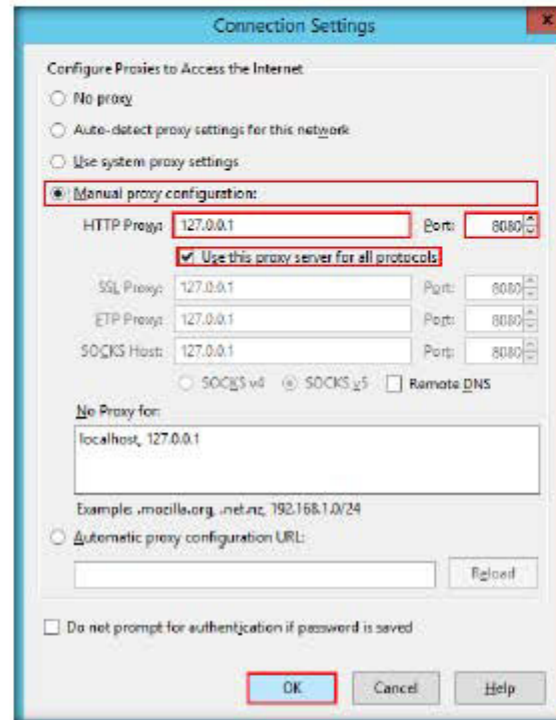 Connection Settings
x
Configure Proxies to Access the Internet
No proxy
Auto-detect proxy settings for this network
Use system proxy settings
Manual proxy configuration:
HTTP Proxy: 127.0.0.1 Port: 8080
Use this proxy server for all protocols
SSL Proxy: 127.0.0.1 Port: 8080
FTP Proxy: 127.0.0.1 Port: 8080
SOCKS Host: 127.0.0.1 Port: 8080
SOCKS v4 SOCKS v5 Remote DNS
No Proxy for:
localhost, 127.0.0.1
Example: .mozilla.org, .net.nz, 192.168.1.0/24
Automatic proxy configuration URL:
Reload
Do not prompt for authentication if password is saved
OK Cancel Help